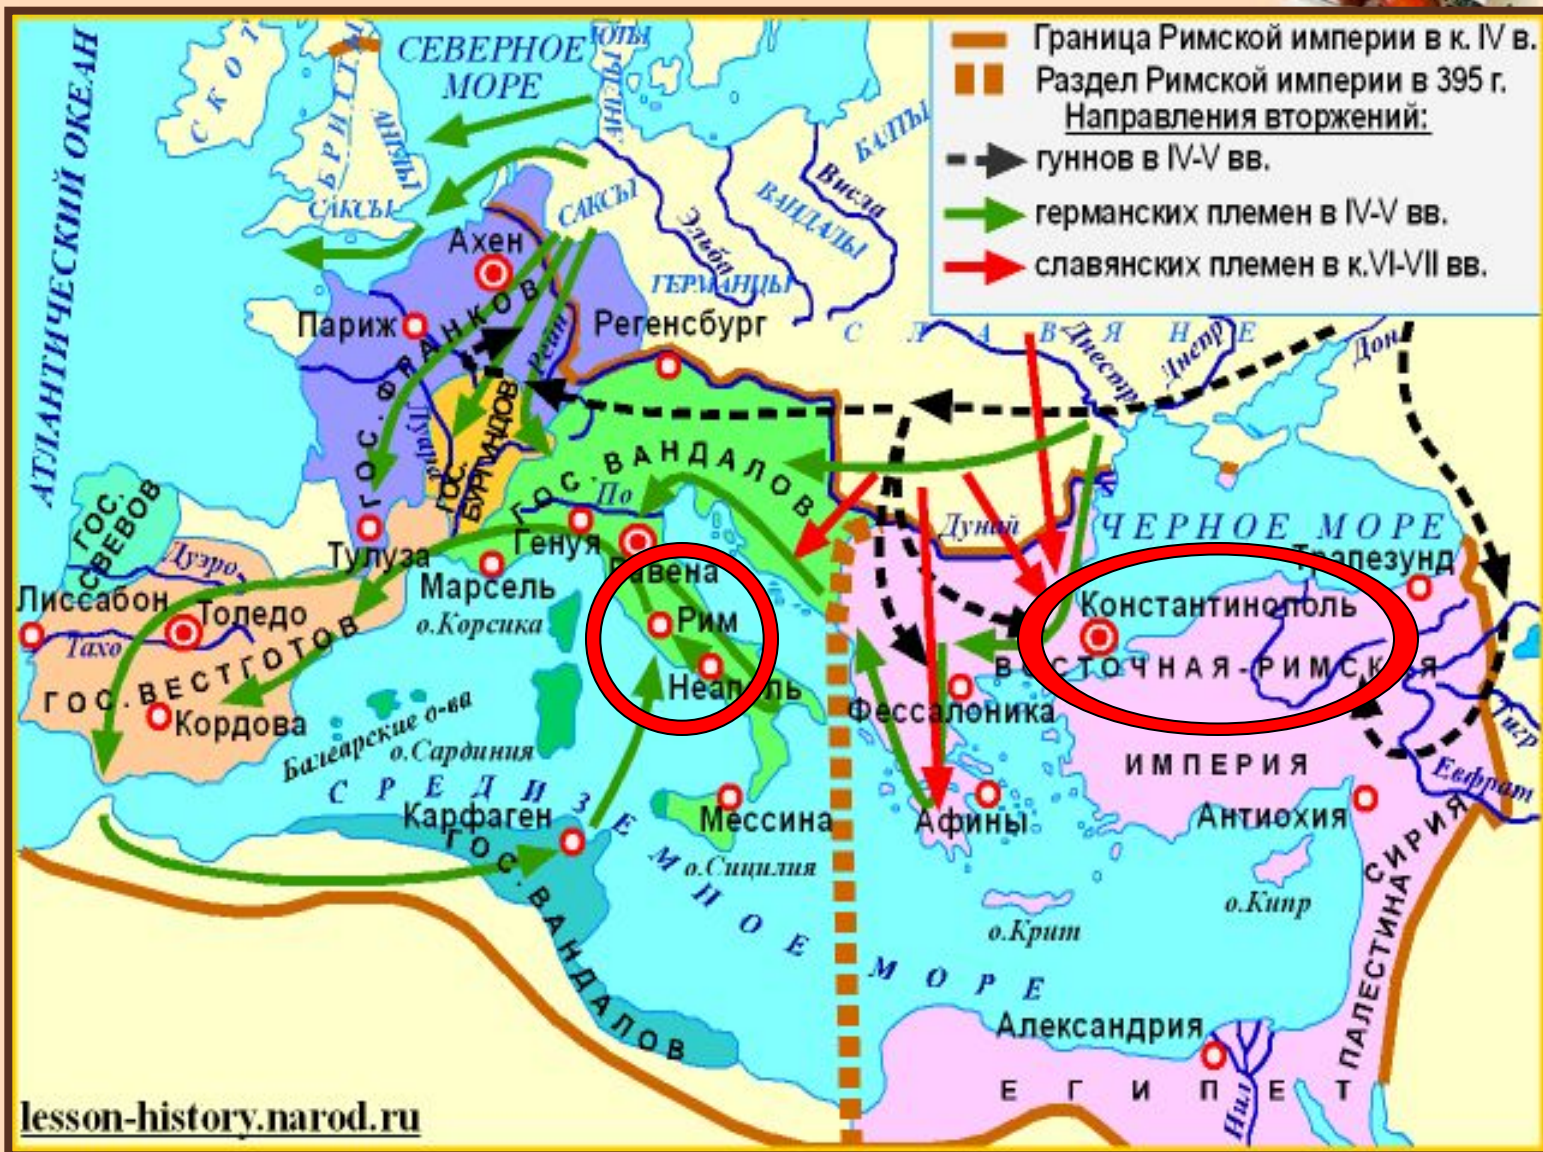 Граница Римской империи в к. IV в.
Раздел Римской империи в 395 г.
Направления вторжений:
гуннов в IV-V вв.
германских племен в IV-V вв.
славянских племен в к.VI-VII вв.
АТЛАНТИЧЕСКИЙ ОКЕАН
СЕВЕРНОЕ
МОРЕ
БРИТТЫ
АНГЛЫ
САКСЫ
САКСЫ
БАЛТЫ
ВАНДАЛЫ
Висла
Эльба
ГЕРМАНЦЫ
СЛАВЯНЕ
Ахен
Париж
Регенсбург
Рейн
Луара
ГОС. ФРАНКОВ
ГОС.
БУРГУНДОВ
ГОС. ВАНДАЛОВ
Днестр
Днепр
Дон
Дунай
ЧЕРНОЕ МОРЕ
ГОС.
СВЕВОВ
Дуэро
Тулуза
Генуя
По
Равена
Марсель
о.Корсика
Рим
Неаполь
Лиссабон
Толедо
Тахо
ГОС. ВЕСТГОТОВ
Кордова
Балеарские о-ва
о.Сардиния
Трапезунд
Константинополь
ВОСТОЧНАЯ-РИМСКАЯ
ИМПЕРИЯ
Фессалоника
Афины
Тигр
Евфрат
Антиохия
СИРИЯ
ПАЛЕСТИНА
СРЕДИЗЕМНОЕ МОРЕ
Карфаген
ГОС. ВАНДАЛОВ
Мессина
о.Сицилия
о.Крит
о.Кипр
Александрия
ЕГИПЕТ
Нил
lesson-history.narod.ru